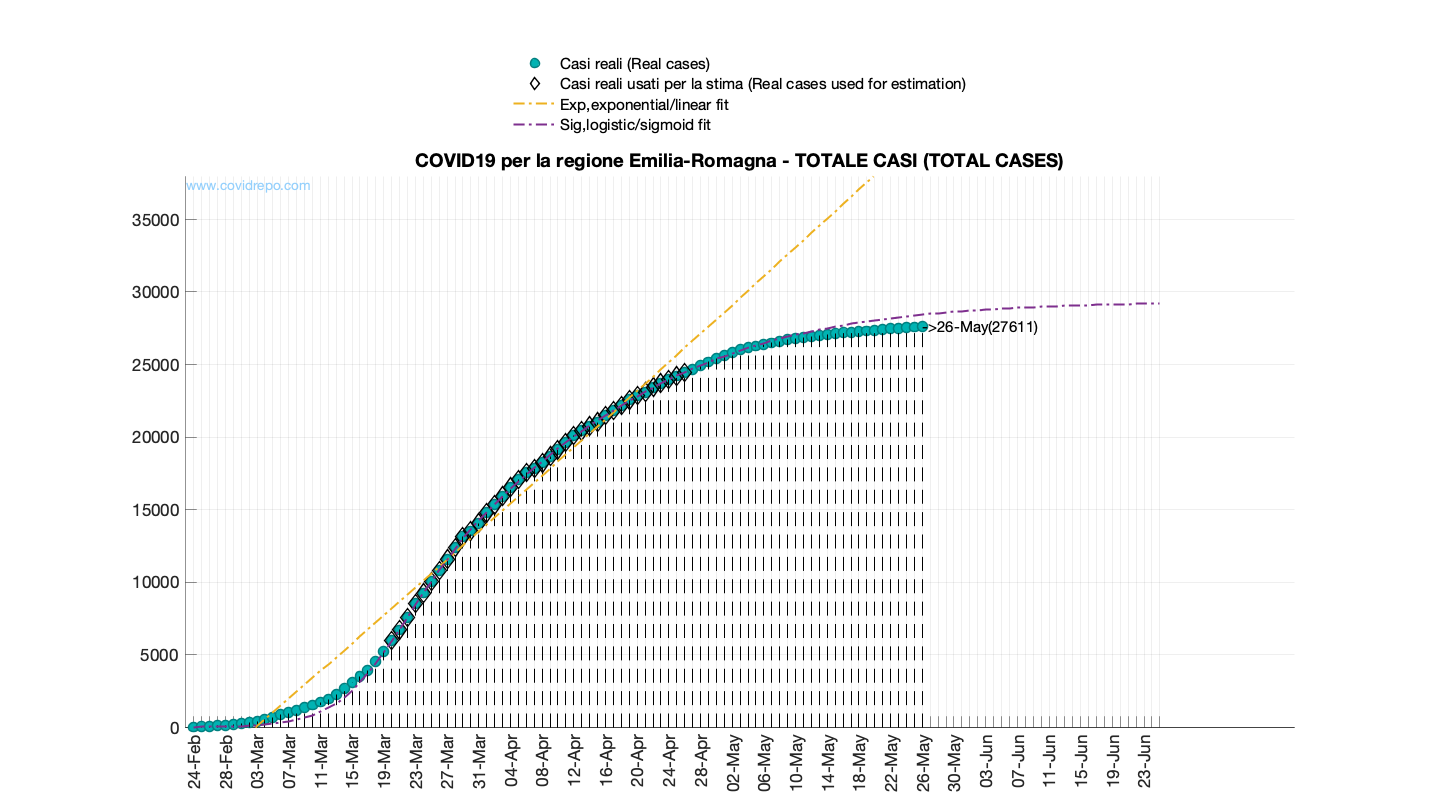 Casi reali (Real cases)
Casi reali usati per la stima (Real cases used for estimation)
Exp,exponential/linear fit
Sig,logistic/sigmoid fit
COVID19 per la regione Emilia-Romagna - TOTALE CASI (TOTAL CASES)
www.covidrepo.com
35000
30000
25000
20000
15000
10000
5000
0
->26-May(27611)
24-Feb
28-Feb
03-Mar
07-Mar
11-Mar
15-Mar
19-Mar
23-Mar
27-Mar
31-Mar
04-Apr
08-Apr
12-Apr
16-Apr
20-Apr
24-Apr
28-Apr
02-May
06-May
10-May
14-May
18-May
22-May
26-May
30-May
03-Jun
07-Jun
11-Jun
15-Jun
19-Jun
23-Jun